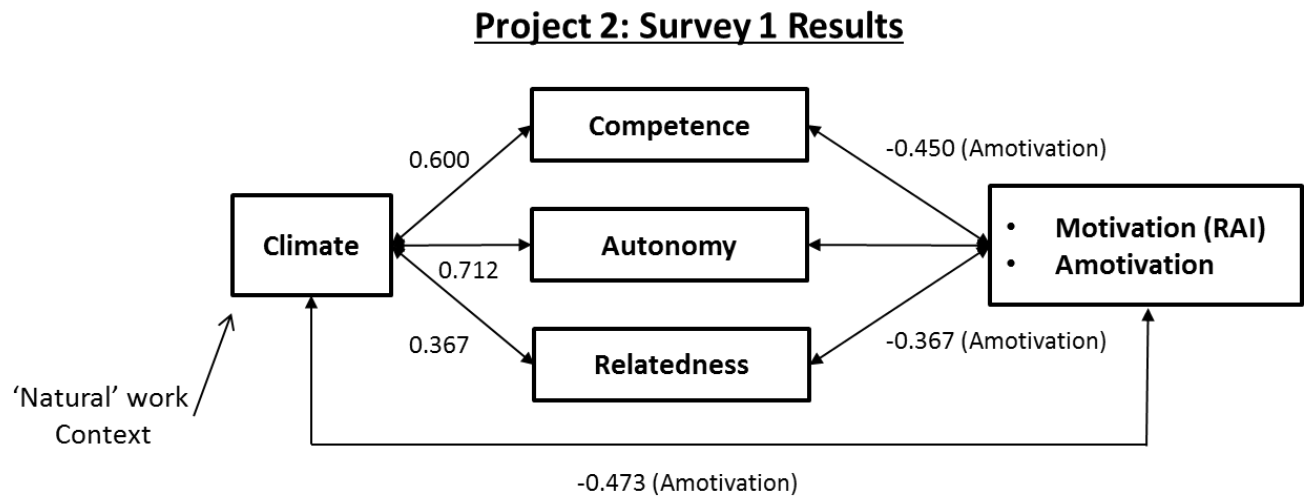 Project 2: Survey 1 Results
Competence
0.600
-0.450 (Amotivation)
Climate
Autonomy
• Motivation (RAI)
• Amotivation
0.712
0.367
Relatedness
-0.367 (Amotivation)
‘Natural’ work
Context
-0.473 (Amotivation)